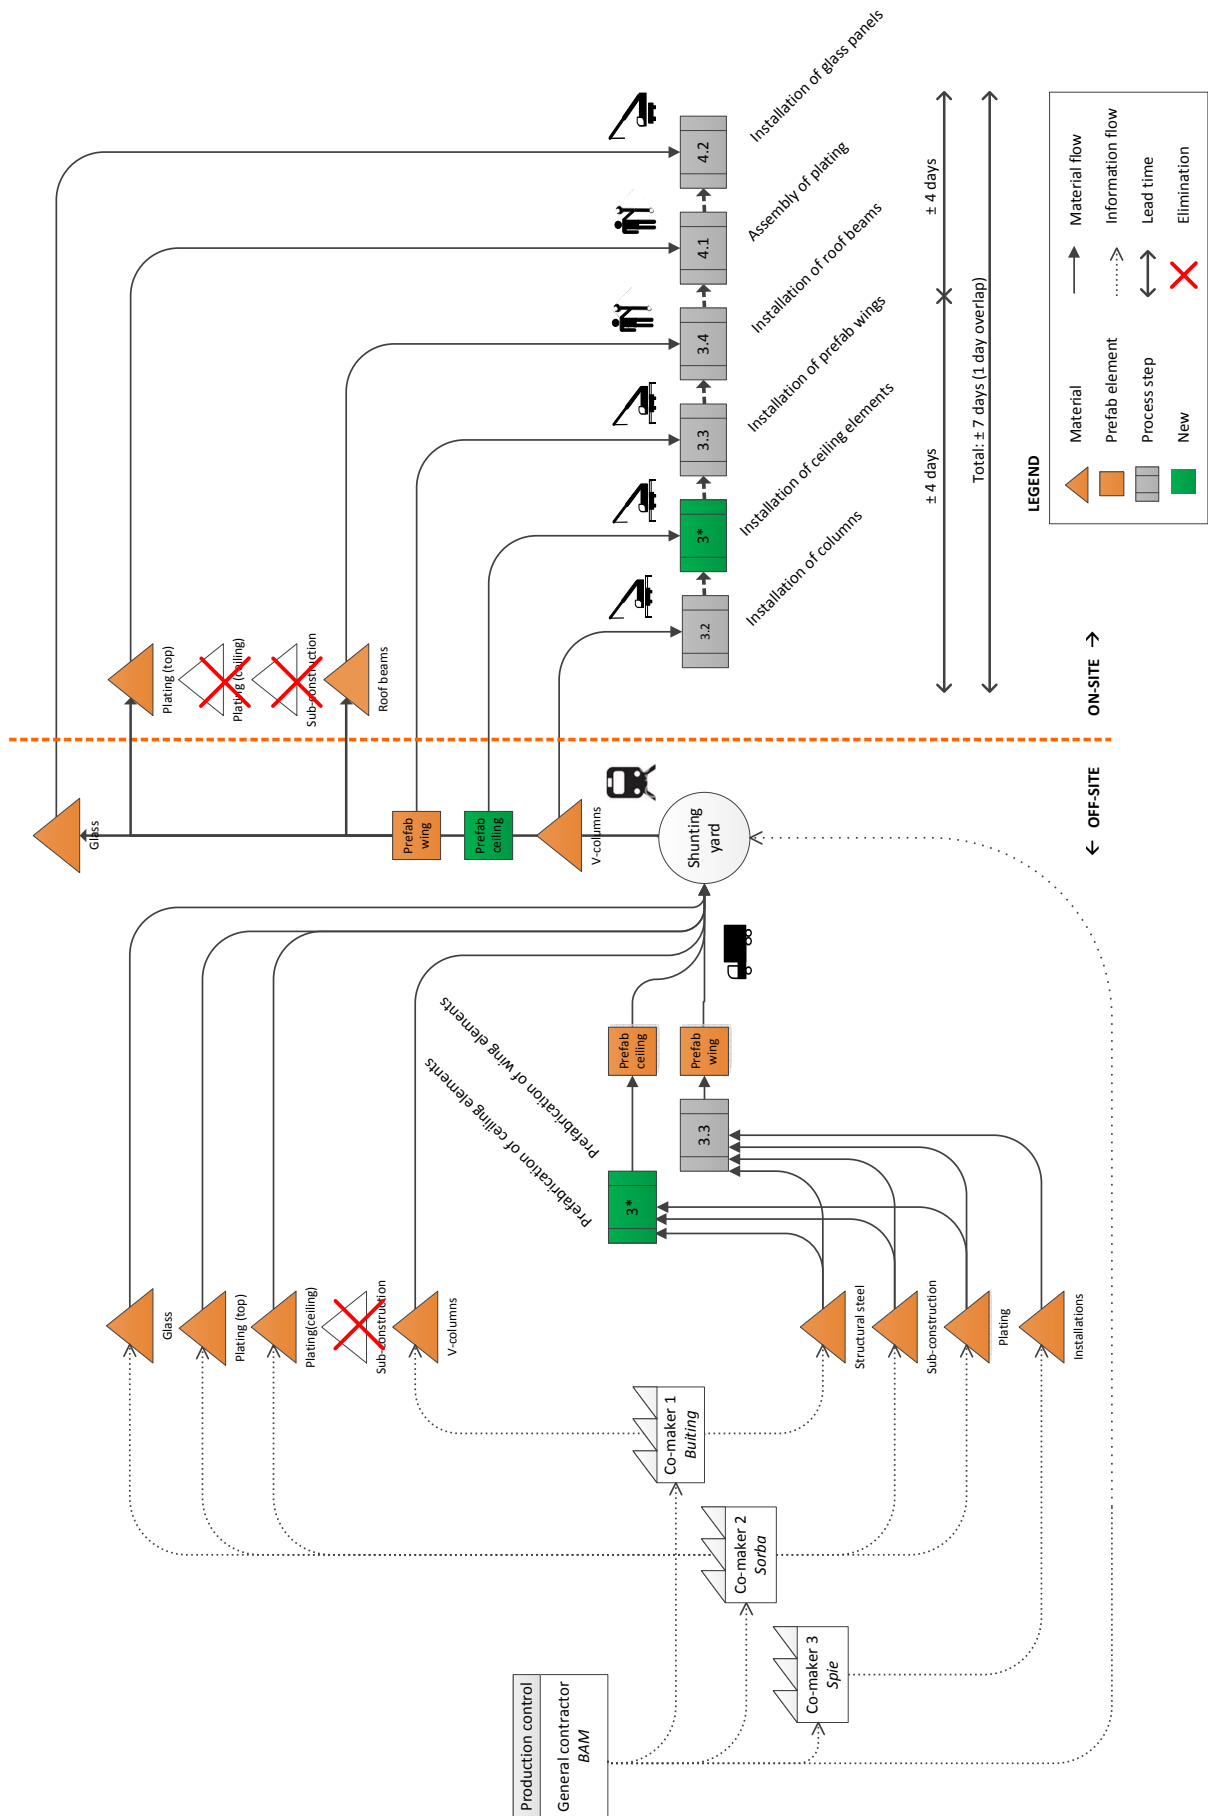 Production control
General contractor
BAM
Co-maker 1
Buiting
Co-maker 2
Sorba
Co-maker 3
Spie
Glass
Plating (top)
Plating(ceiling)
Sub-construction
V-columns
Structural steel
Sub-construction
Plating
Installations
Prefabrication of ceiling elements
Prefabrication of wing elements
3*
3.3
Prefab
ceiling
Prefab
wing
Shunting
yard
Glass
Prefab
wing
Prefab
ceiling
V-columns
Plating (top)
Plating (ceiling)
Sub-construction
Roof beams
3.2
3*
3.3
3.4
4.1
4.2
Installation of columns
Installation of ceiling elements
Installation of prefab wings
Installation of roof beams
Assembly of plating
Installation of glass panels
± 4 days
± 4 days
Total: ± 7 days (1 day overlap)
← OFF-SITE
ON-SITE →
LEGEND
Material
Material flow
Prefab element
Information flow
Process step
Lead time
New
Elimination